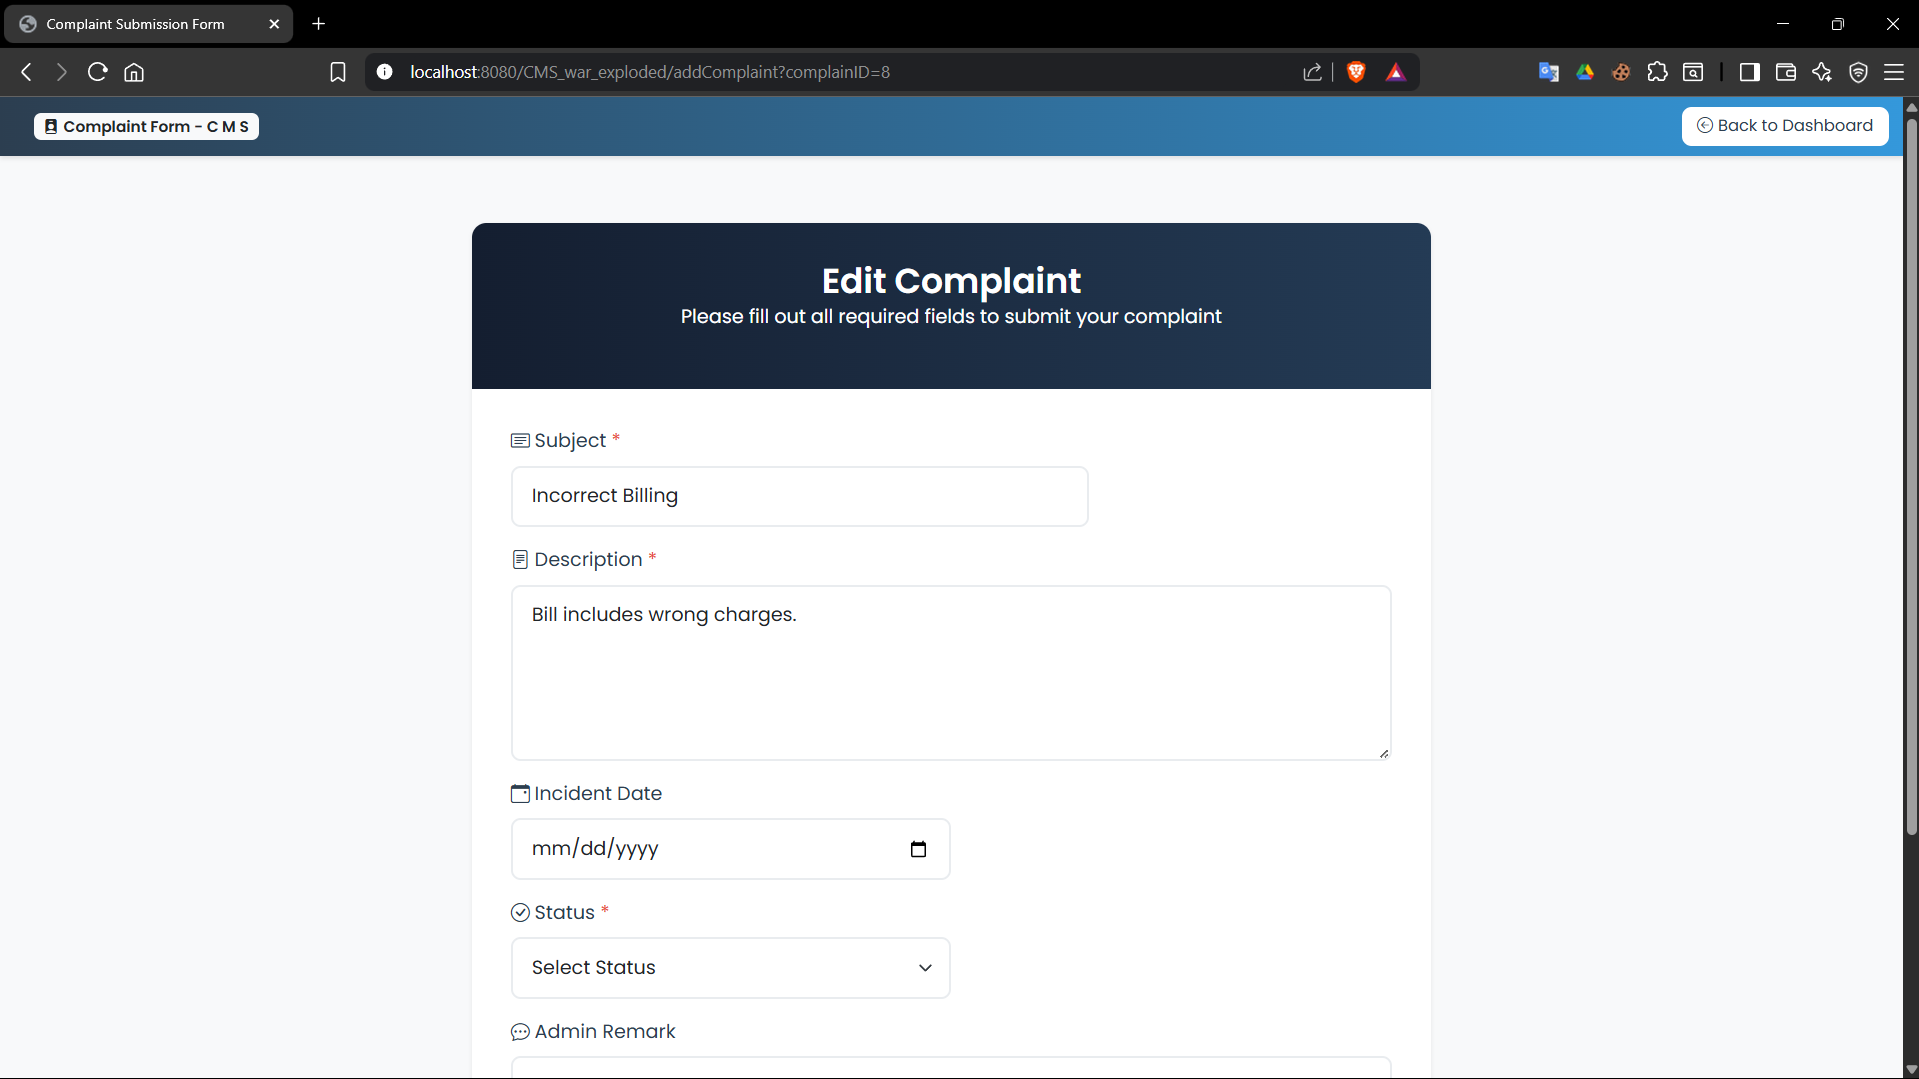 Complaint Submission Form
localhost:8080/CMS_war_exploded/addComplaint?complainID=8
Complaint Form - C M S
Back to Dashboard
Edit Complaint
Please fill out all required fields to submit your complaint
Subject *
Incorrect Billing
Description *
Bill includes wrong charges.
Incident Date
mm/dd/yyyy
Status *
Select Status
Admin Remark